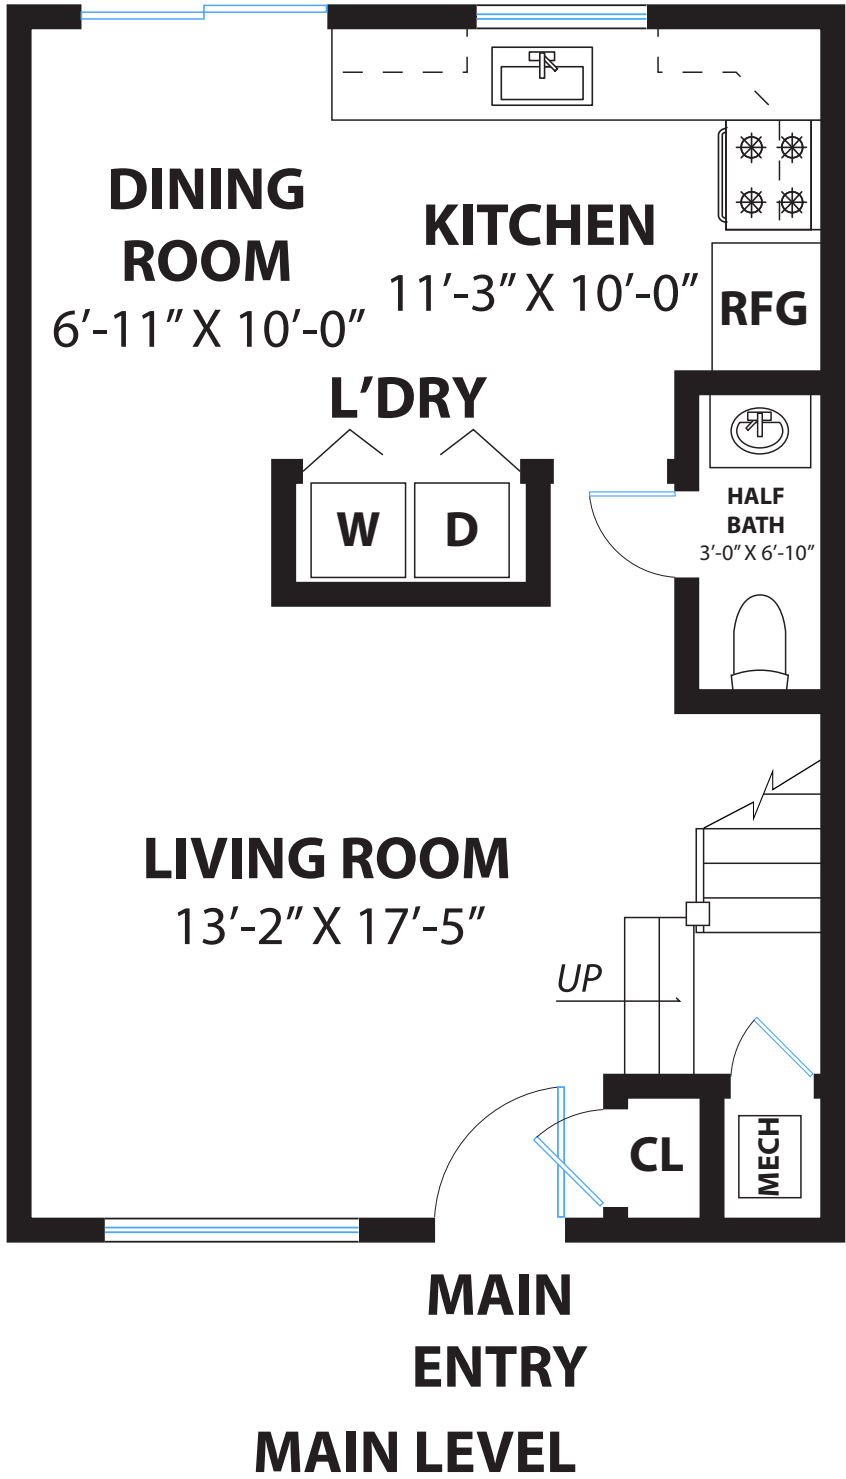 DINING
ROOM
6’-11” X 10’-0”
KITCHEN
11’-3” X 10’-0”
RFG
L’DRY
W
D
HALF
BATH
3’-0” X 6’-10”
LIVING ROOM
13’-2” X 17’-5”
UP
CL
MECH
MAIN
ENTRY
MAIN LEVEL